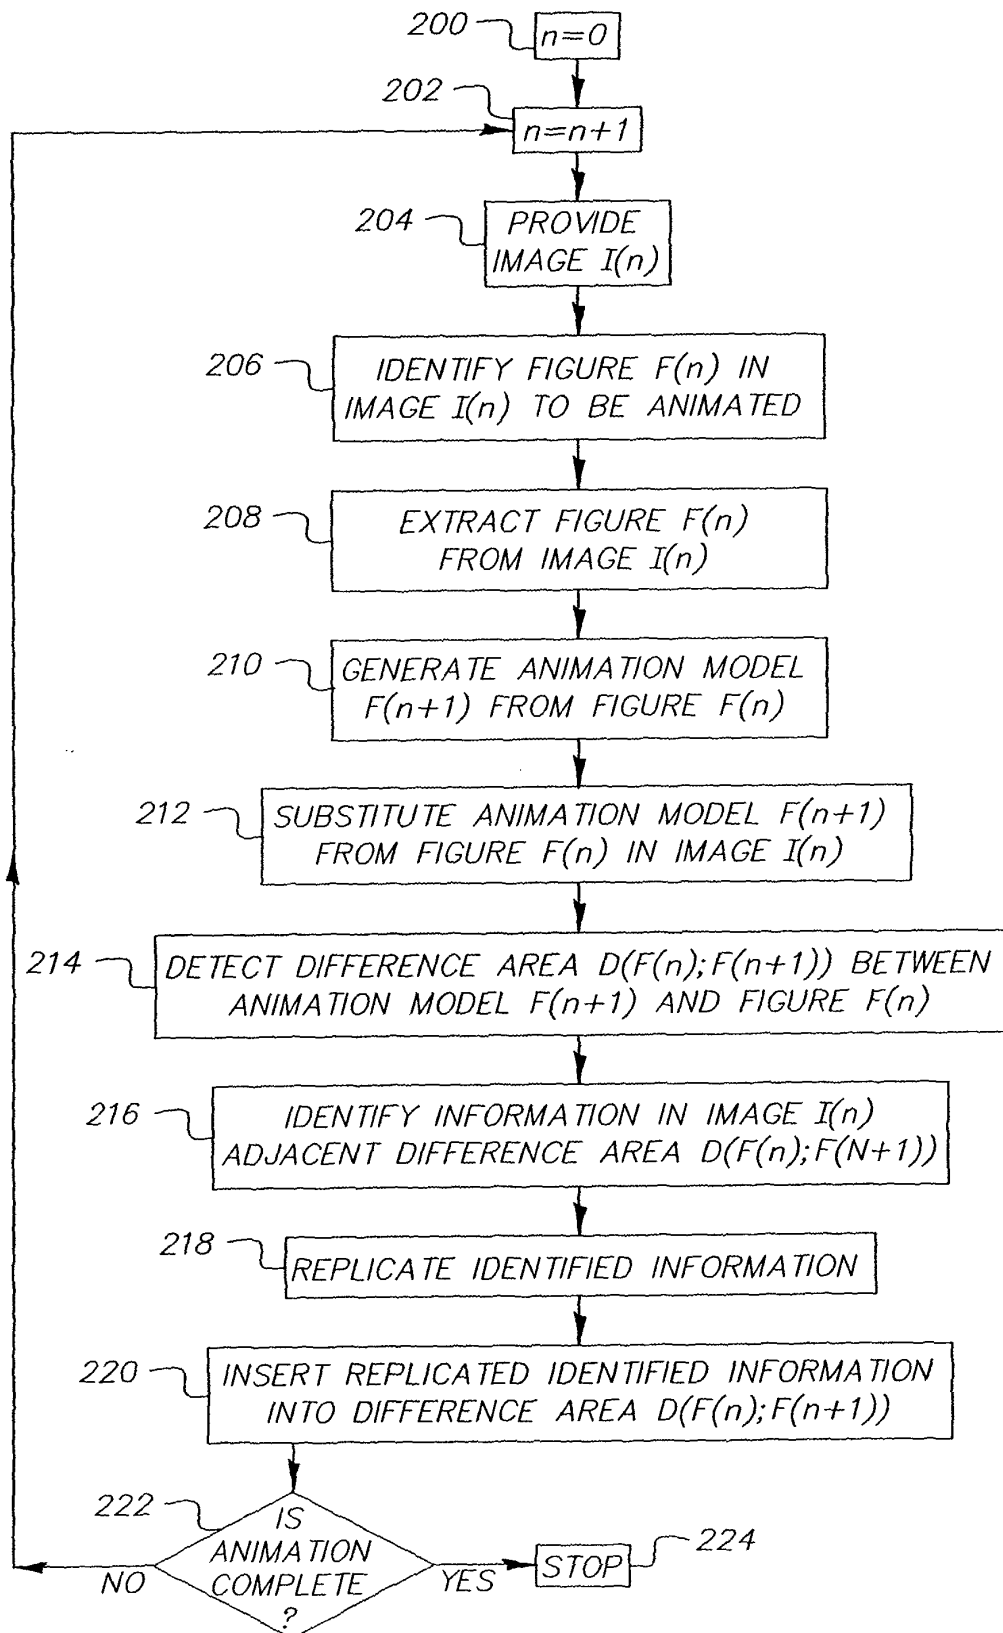 200
n=0
202
n=n+1
204
PROVIDE
IMAGE I(n)
206
IDENTIFY FIGURE F(n) IN
IMAGE I(n) TO BE ANIMATED
208
EXTRACT FIGURE F(n)
FROM IMAGE I(n)
210
GENERATE ANIMATION MODEL
F(n+1) FROM FIGURE F(n)
212
SUBSTITUTE ANIMATION MODEL F(n+1)
FROM FIGURE F(n) IN IMAGE I(n)
214
DETECT DIFFERENCE AREA D(F(n);F(n+1)) BETWEEN
ANIMATION MODEL F(n+1) AND FIGURE F(n)
216
IDENTIFY INFORMATION IN IMAGE I(n)
ADJACENT DIFFERENCE AREA D(F(n);F(N+1))
218
REPLICATE IDENTIFIED INFORMATION
220
INSERT REPLICATED IDENTIFIED INFORMATION
INTO DIFFERENCE AREA D(F(n);F(n+1))
222
IS
ANIMATION
COMPLETE
?
NO
YES
STOP
224